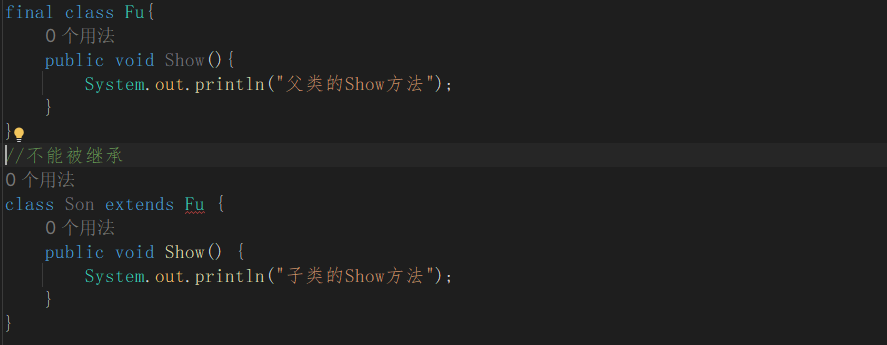 final class Fu{
0 个用法
public void Show(){
System.out.println("父类的Show方法");
}
}
//不能被继承
0 个用法
class Son extends Fu {
0 个用法
public void Show() {
System.out.println("子类的Show方法");
}
}